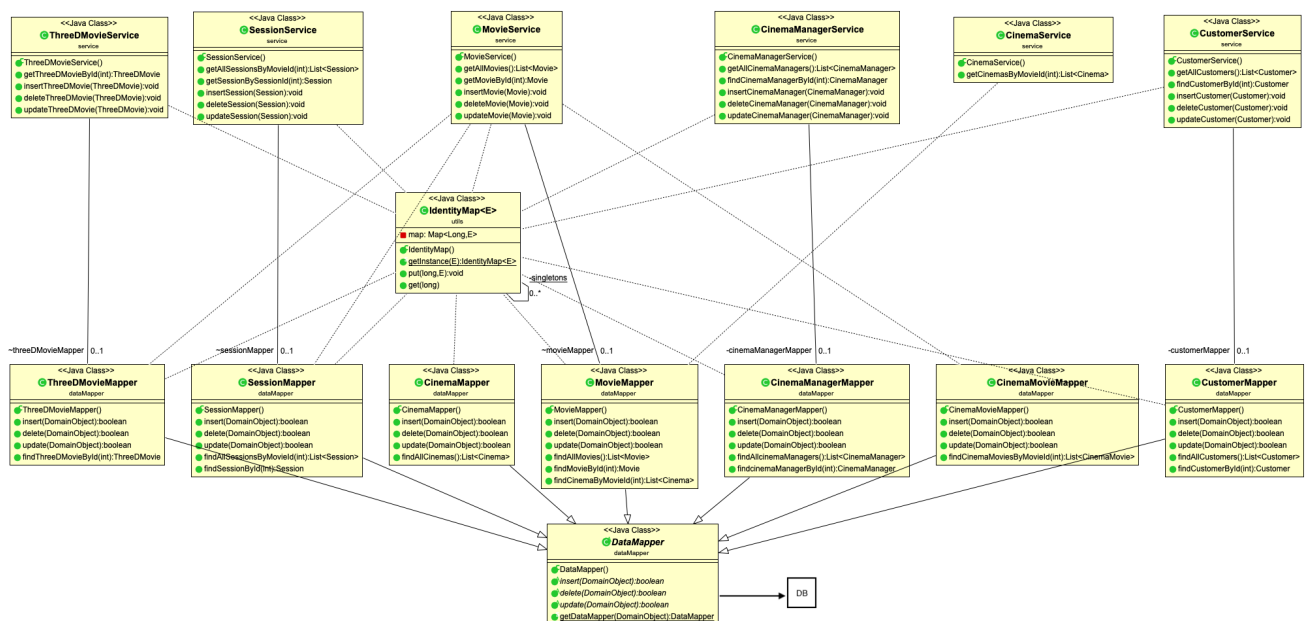 <<Java Class>>
ThreeDMovieService
service
ThreeDMovieService()
getThreeDMovieById(int):ThreeDMovie
insertThreeDMovie(ThreeDMovie):void
deleteThreeDMovie(ThreeDMovie):void
updateThreeDMovie(ThreeDMovie):void
<<Java Class>>
SessionService
service
SessionService()
getAllSessionsByMovieId(int):List<Session>
getSessionBySessionId(int):Session
insertSession(Session):void
deleteSession(Session):void
updateSession(Session):void
<<Java Class>>
MovieService
service
MovieService()
getAllMovies():List<Movie>
getMovieById(int):Movie
insertMovie(Movie):void
deleteMovie(Movie):void
updateMovie(Movie):void
<<Java Class>>
CinemaManagerService
service
CinemaManagerService()
getAllCinemaManagers():List<CinemaManager>
findCinemaManagerById(int):CinemaManager
insertCinemaManager(CinemaManager):void
deleteCinemaManager(CinemaManager):void
updateCinemaManager(CinemaManager):void
<<Java Class>>
CinemaService
service
CinemaService()
getCinemasByMovieId(int):List<Cinema>
<<Java Class>>
CustomerService
service
CustomerService()
getAllCustomers():List<Customer>
findCustomerById(int):Customer
insertCustomer(Customer):void
deleteCustomer(Customer):void
updateCustomer(Customer):void
<<Java Class>>
IdentityMap<E>
utils
map: Map<Long,E>
IdentityMap()
getInstance(E):IdentityMap<E>
put(long,E):void
get(long)
-singletons
0..*
~threeDMovieMapper 0..1
~sessionMapper 0..1
~movieMapper 0..1
-cinemaManagerMapper 0..1
-customerMapper 0..1
<<Java Class>>
ThreeDMovieMapper
dataMapper
ThreeDMovieMapper()
insert(DomainObject):boolean
delete(DomainObject):boolean
update(DomainObject):boolean
findThreeDMovieById(int):ThreeDMovie
<<Java Class>>
SessionMapper
dataMapper
SessionMapper()
insert(DomainObject):boolean
delete(DomainObject):boolean
update(DomainObject):boolean
findAllSessionsByMovieId(int):List<Session>
findSessionById(int):Session
<<Java Class>>
CinemaMapper
dataMapper
CinemaMapper()
insert(DomainObject):boolean
delete(DomainObject):boolean
update(DomainObject):boolean
findAllCinemas():List<Cinema>
<<Java Class>>
MovieMapper
dataMapper
MovieMapper()
insert(DomainObject):boolean
delete(DomainObject):boolean
update(DomainObject):boolean
findAllMovies():List<Movie>
findMovieById(int):Movie
findCinemaByMovieId(int):List<Cinema>
<<Java Class>>
CinemaManagerMapper
dataMapper
CinemaManagerMapper()
insert(DomainObject):boolean
delete(DomainObject):boolean
update(DomainObject):boolean
findAllcinemaManagers():List<CinemaManager>
findcinemaManagerById(int):CinemaManager
<<Java Class>>
CinemaMovieMapper
dataMapper
CinemaMovieMapper()
insert(DomainObject):boolean
delete(DomainObject):boolean
update(DomainObject):boolean
findCinemaMoviesByMovieId(int):List<CinemaMovie>
<<Java Class>>
CustomerMapper
dataMapper
CustomerMapper()
insert(DomainObject):boolean
delete(DomainObject):boolean
update(DomainObject):boolean
findAllCustomers():List<Customer>
findCustomerById(int):Customer
<<Java Class>>
DataMapper
dataMapper
DataMapper()
insert(DomainObject):boolean
delete(DomainObject):boolean
update(DomainObject):boolean
getDataMapper(DomainObject):DataMapper
DB